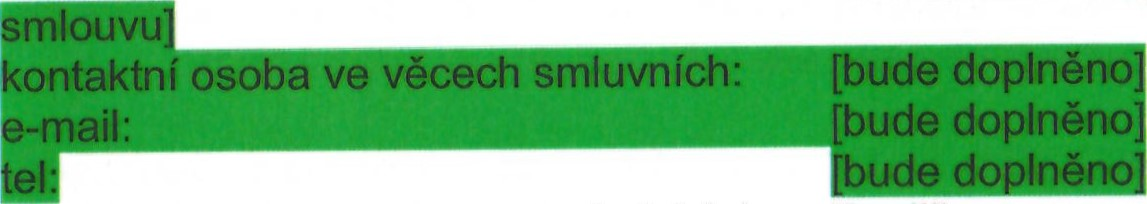 smlouvu]
kontaktní osoba ve věcech smluvních: [bude doplněno]
e-mail: [bude doplněno]
tel: [bude doplněno]